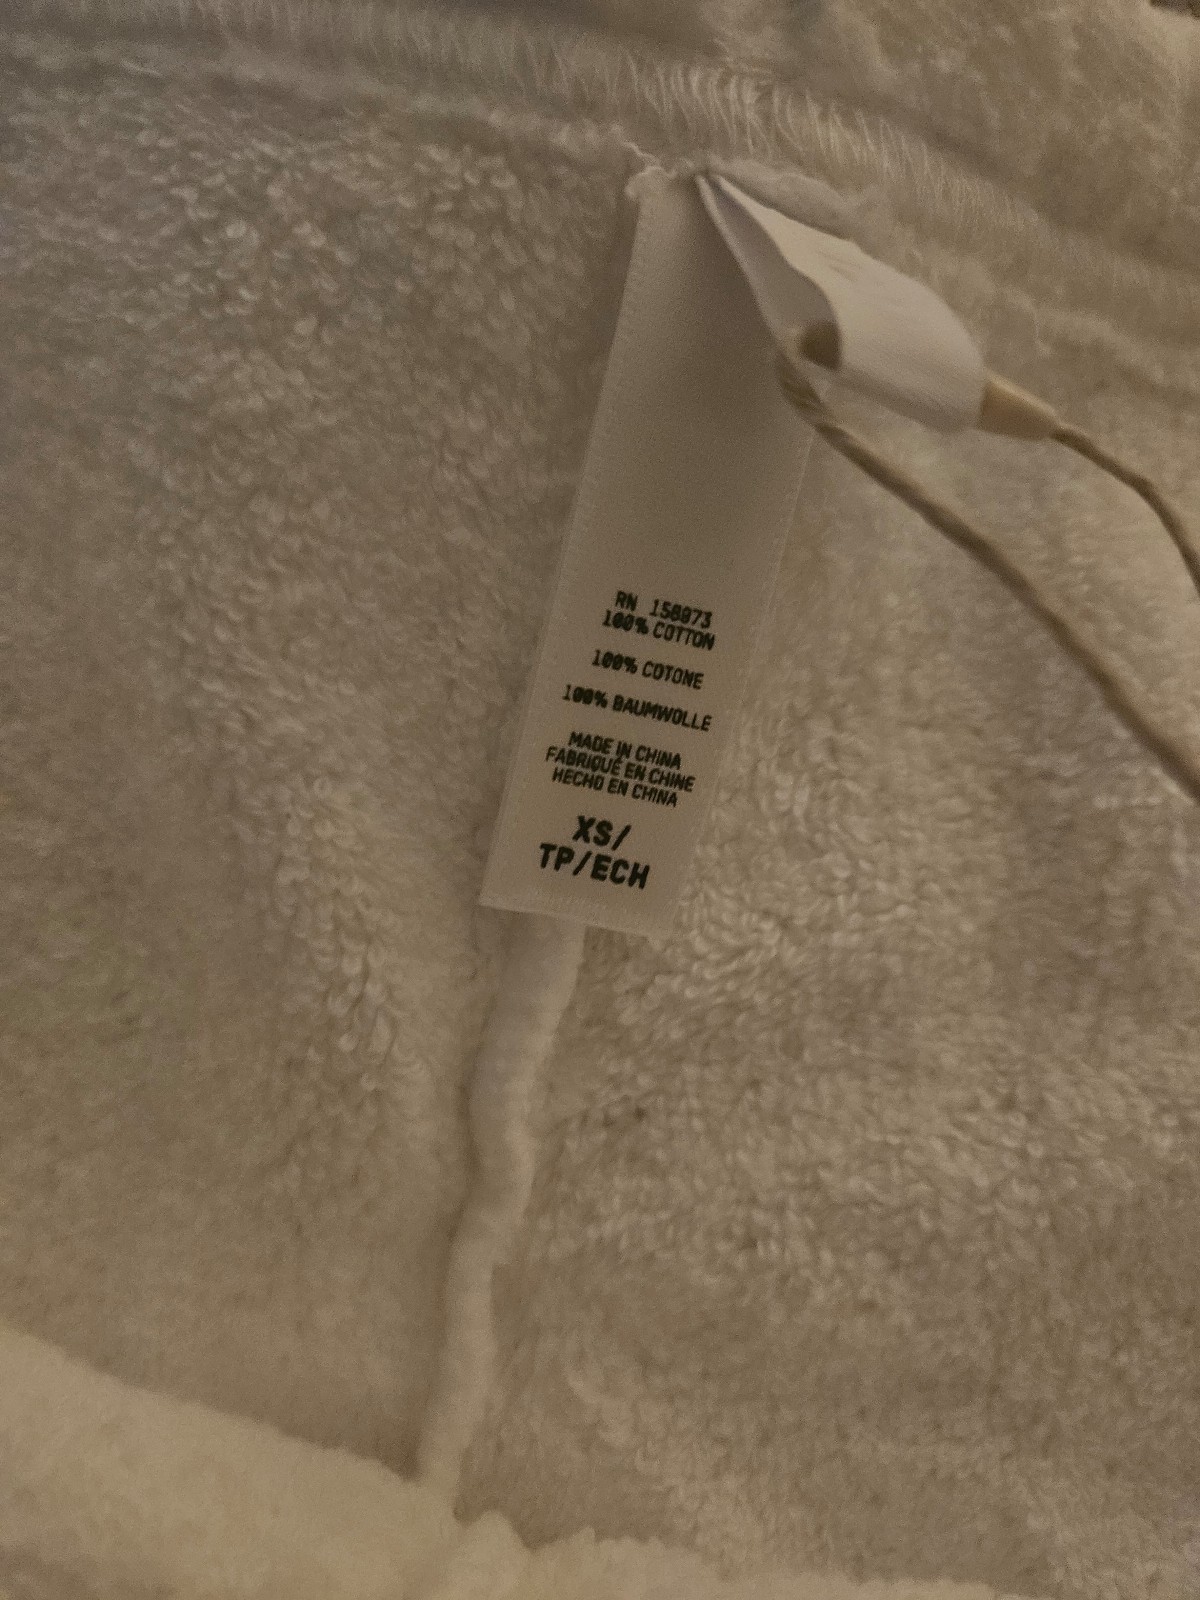 RN 158973
100% COTTON
100% COTONE
100% BAUMWOLLE
MADE IN CHINA
FABRIQUÉ EN CHINE
HECHO EN CHINA
XS/
TP/ECH